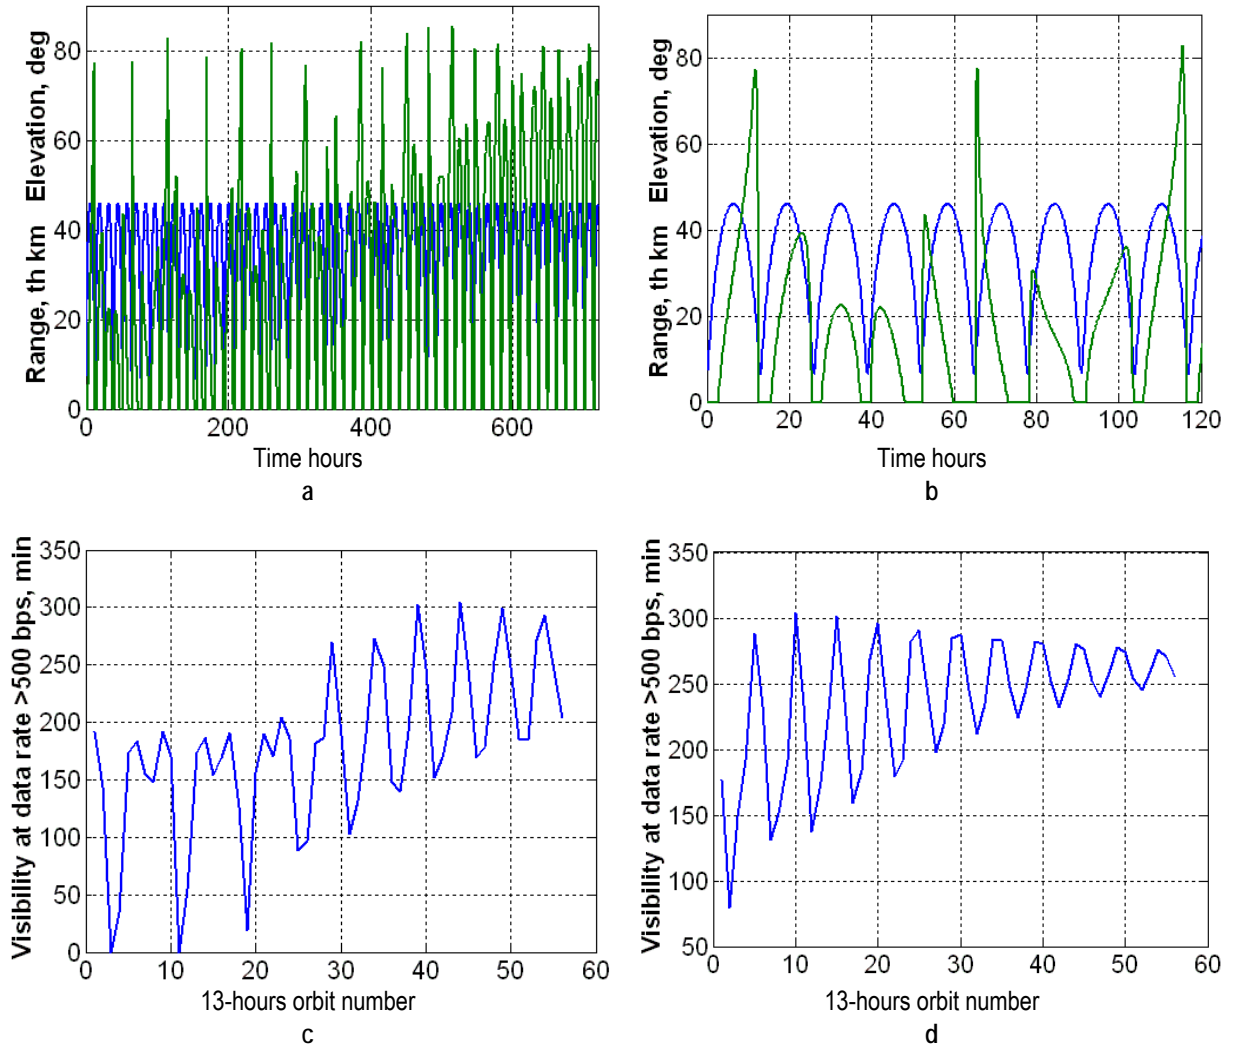 Range, th km   Elevation, deg
80
60
40
20
0
0 200 400 600
Time hours
a
Range, th km   Elevation, deg
80
60
40
20
0
0 20 40 60 80 100 120
Time hours
b
Visibility at data rate >500 bps, min
350
300
250
200
150
100
50
0
0 10 20 30 40 50 60
13-hours orbit number
c
Visibility at data rate >500 bps, min
350
300
250
200
150
100
50
0 10 20 30 40 50 60
13-hours orbit number
d